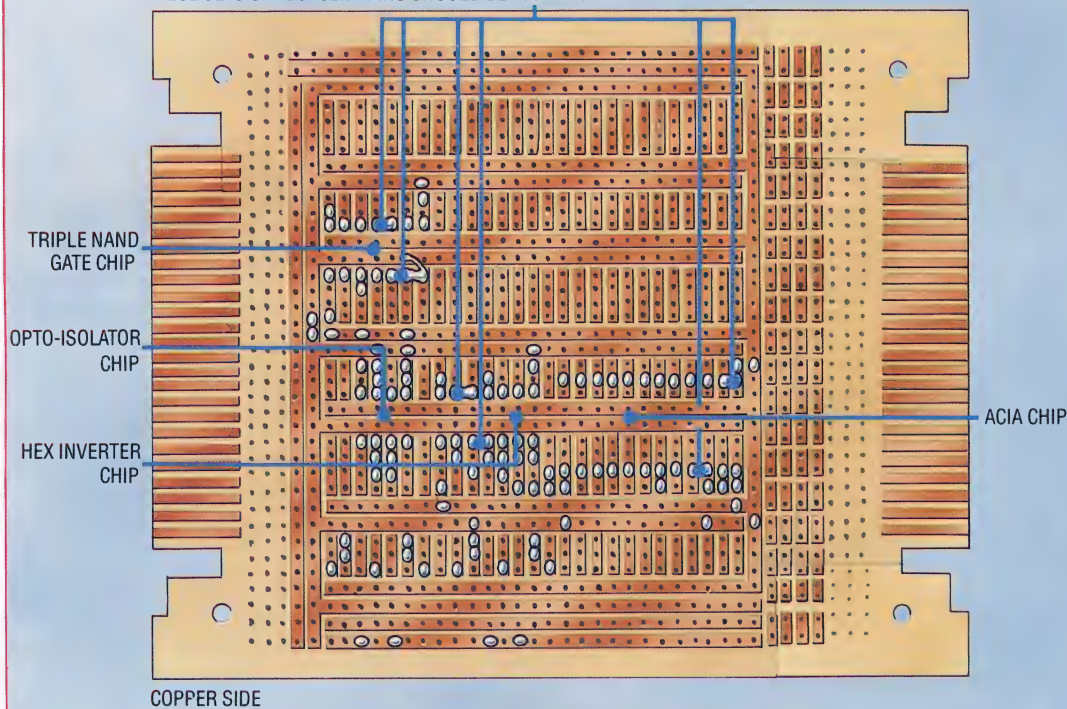 TRIPLE NAND
GATE CHIP
OPTO-ISOLATOR
CHIP
HEX INVERTER
CHIP
ACIA CHIP
COPPER SIDE